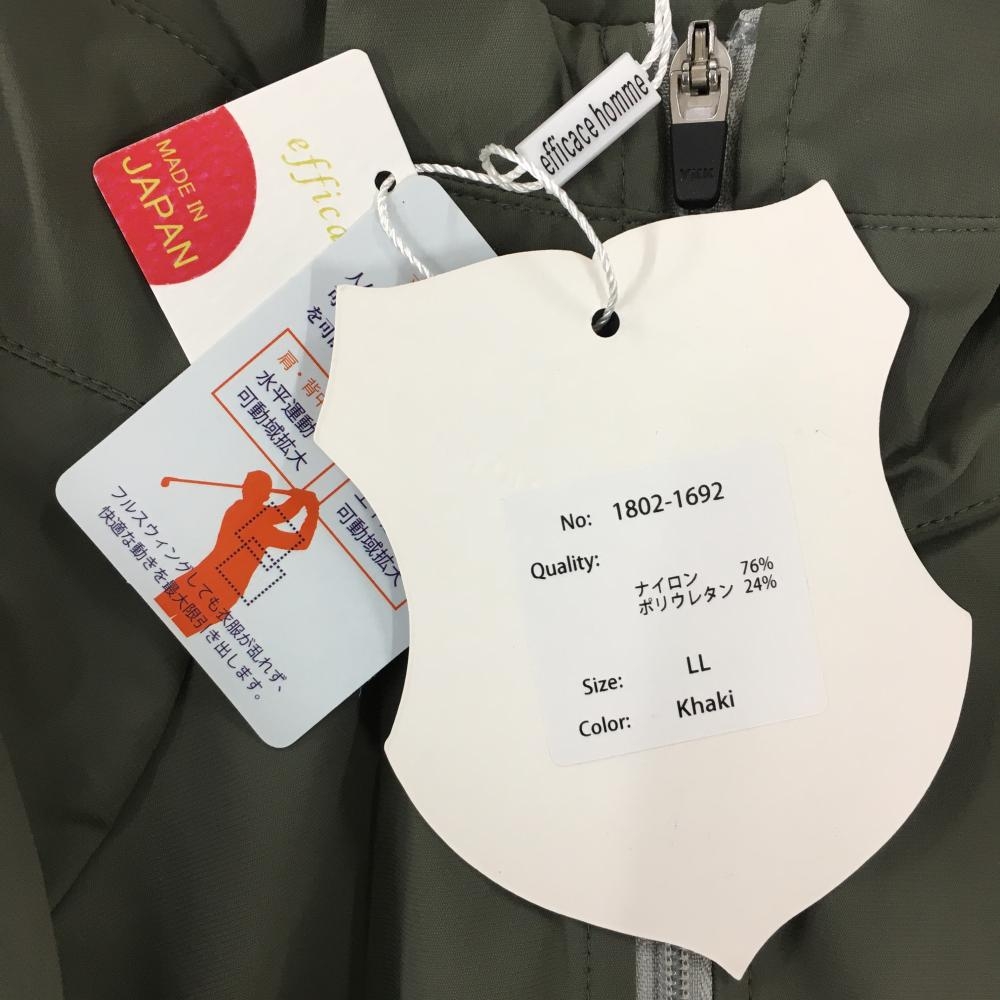 efficace homme
MADE IN
JAPAN
effica
を可
肩・背中
水平運動
可動域拡大
可動域拡大
フルスウィングしても衣服が乱れず、
快適な動きを最大限引き出します。
No: 1802-1692
Quality:
ナイロン 76%
ポリウレタン 24%
Size: LL
Color: Khaki